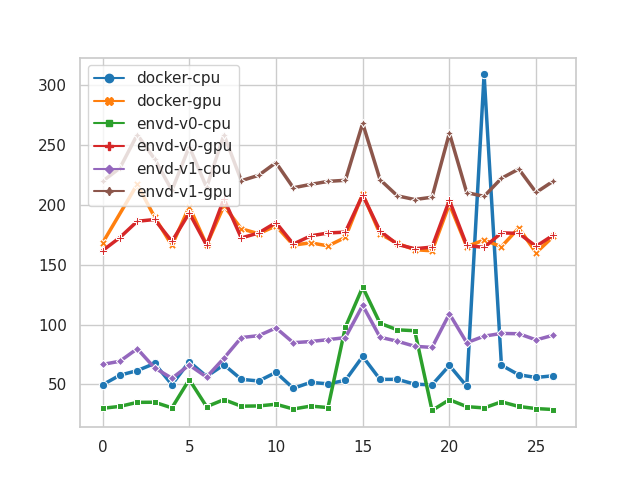 docker-cpu
docker-gpu
envd-v0-cpu
envd-v0-gpu
envd-v1-cpu
envd-v1-gpu
300
250
200
150
100
50
0 5 10 15 20 25